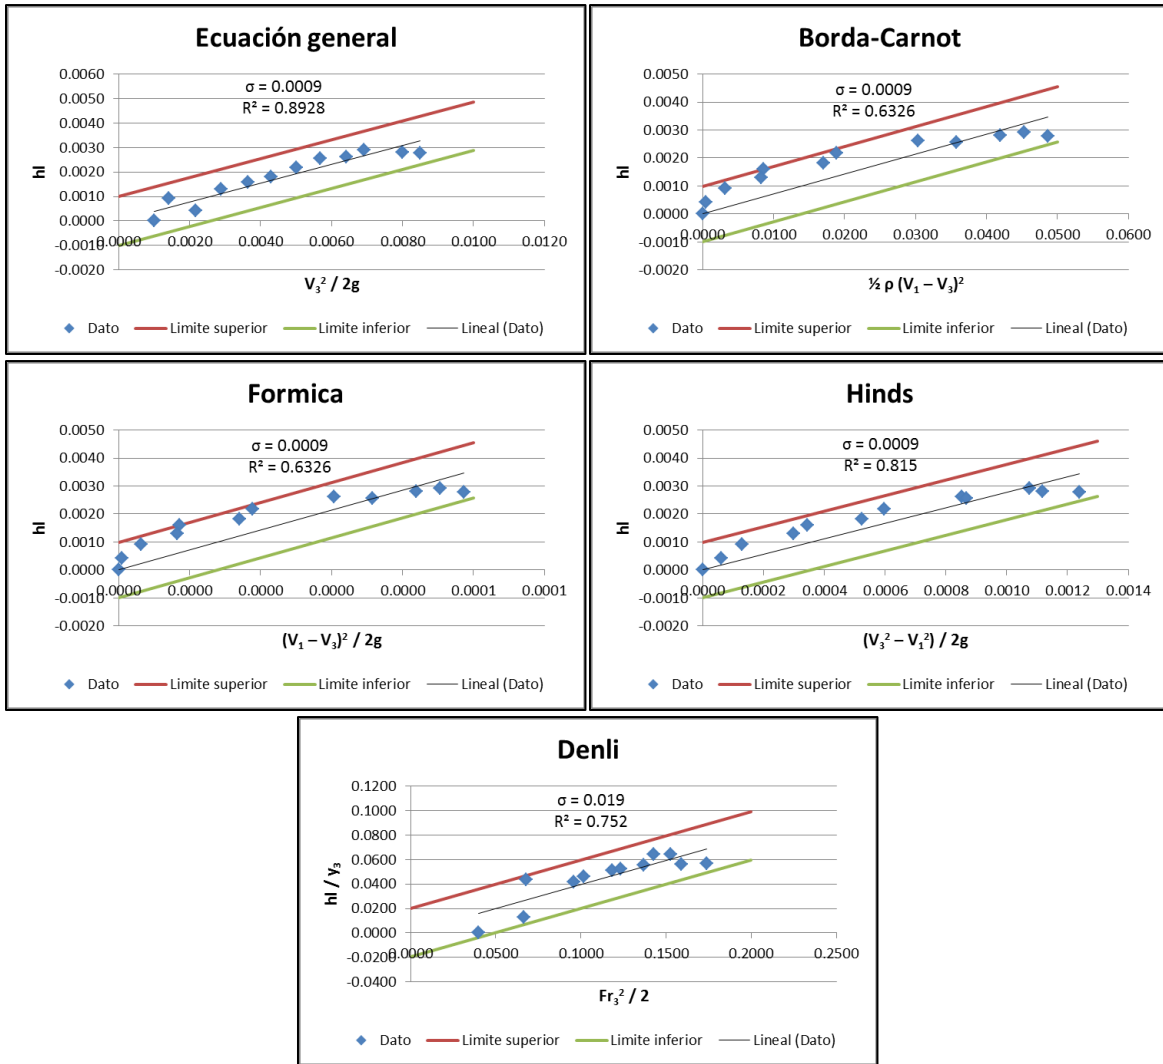 Ecuación general
σ = 0.0009
R² = 0.8928
0.0060
0.0050
0.0040
0.0030
0.0020
0.0010
0.0000
-0.0010
-0.0020
hl
0.0000 0.0020 0.0040 0.0060 0.0080 0.0100 0.0120
V₃² / 2g
Dato Limite superior Limite inferior Lineal (Dato)
Borda-Carnot
σ = 0.0009
R² = 0.6326
0.0050
0.0040
0.0030
0.0020
0.0010
0.0000
-0.0010
-0.0020
hl
0.0000 0.0100 0.0200 0.0300 0.0400 0.0500 0.0600
½ ρ (V₁ – V₃)²
Dato Limite superior Limite inferior Lineal (Dato)
Formica
σ = 0.0009
R² = 0.6326
0.0050
0.0040
0.0030
0.0020
0.0010
0.0000
-0.0010
-0.0020
hl
0.0000 0.0000 0.0000 0.0000 0.0000 0.0001 0.0001
(V₁ – V₃)² / 2g
Dato Limite superior Limite inferior Lineal (Dato)
Hinds
σ = 0.0009
R² = 0.815
0.0050
0.0040
0.0030
0.0020
0.0010
0.0000
-0.0010
-0.0020
hl
0.0000 0.0002 0.0004 0.0006 0.0008 0.0010 0.0012 0.0014
(V₃² – V₁²) / 2g
Dato Limite superior Limite inferior Lineal (Dato)
Denli
σ = 0.019
R² = 0.752
0.1200
0.1000
0.0800
0.0600
0.0400
0.0200
0.0000
-0.0200
-0.0400
hl / y₃
0.0000 0.0500 0.1000 0.1500 0.2000 0.2500
Fr₃² / 2
Dato Limite superior Limite inferior Lineal (Dato)